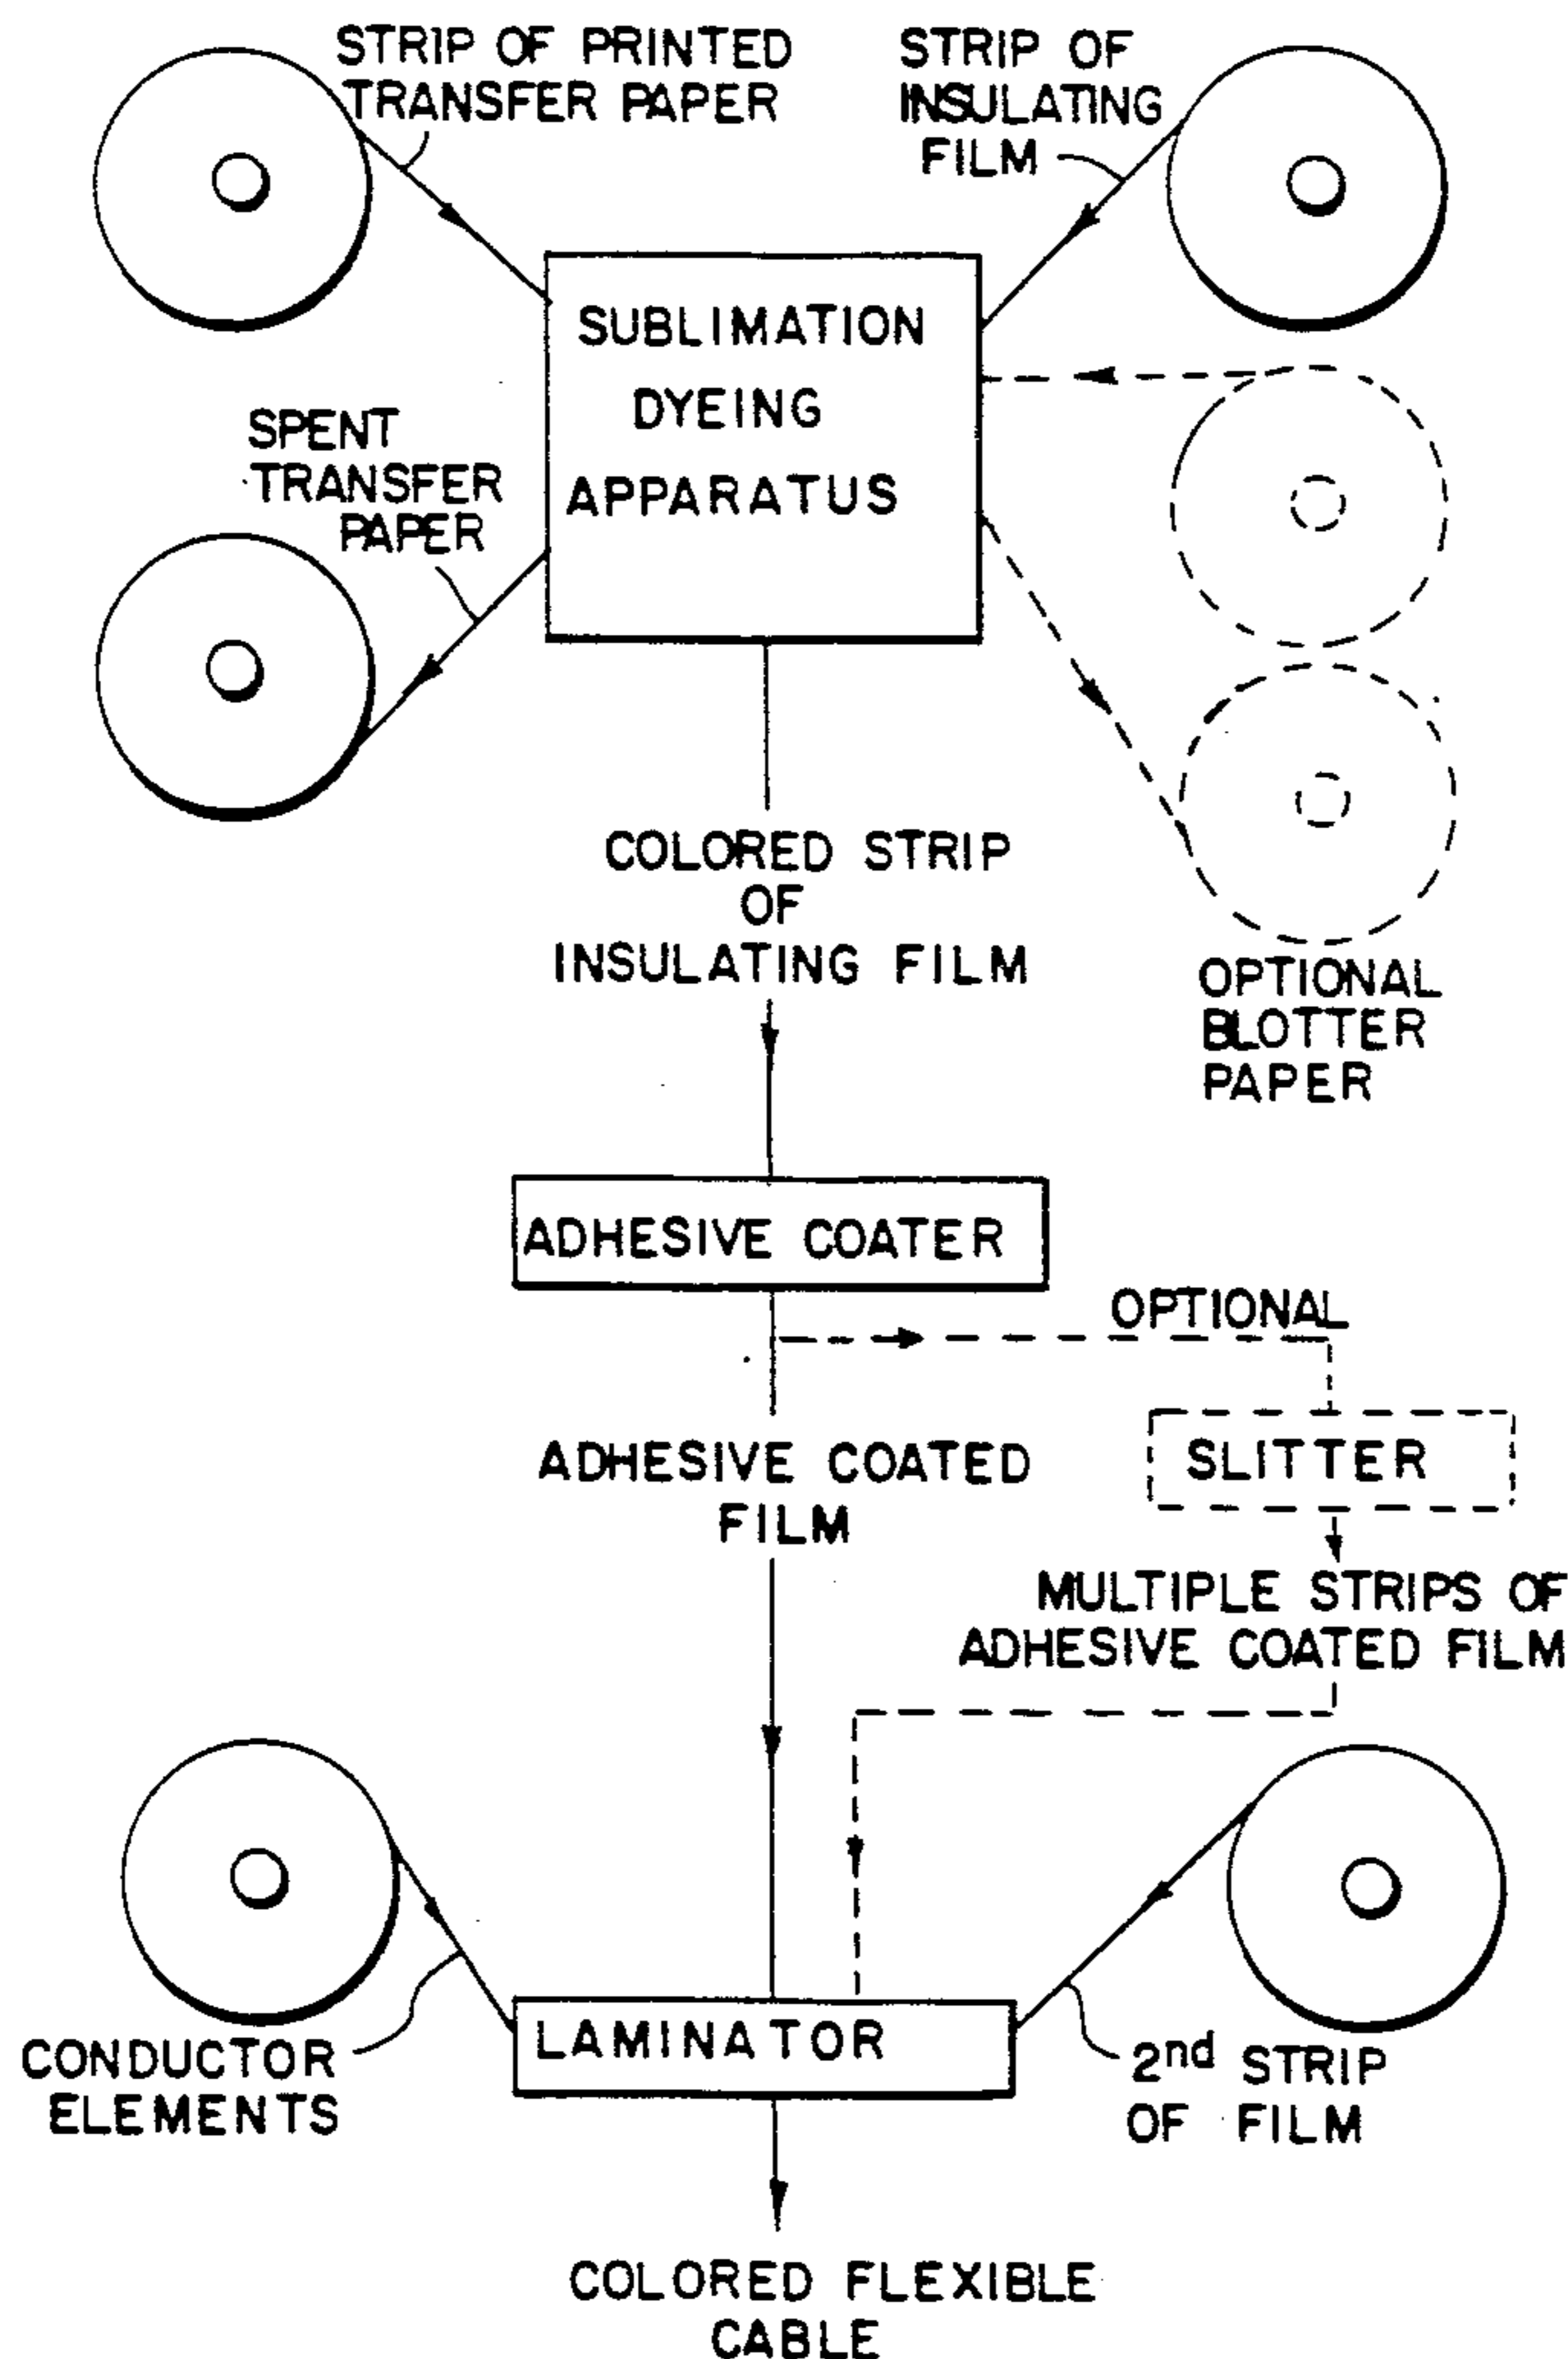 STRIP OF PRINTED
TRANSFER PAPER
STRIP OF
INSULATING
FILM
SUBLIMATION
DYEING
APPARATUS
SPENT
TRANSFER
PAPER
COLORED STRIP
OF
INSULATING FILM
OPTIONAL
BLOTTER
PAPER
ADHESIVE COATER
OPTIONAL
ADHESIVE COATED
FILM
SLITTER
MULTIPLE STRIPS OF
ADHESIVE COATED FILM
CONDUCTOR
ELEMENTS
LAMINATOR
2nd STRIP
OF FILM
COLORED FLEXIBLE
CABLE